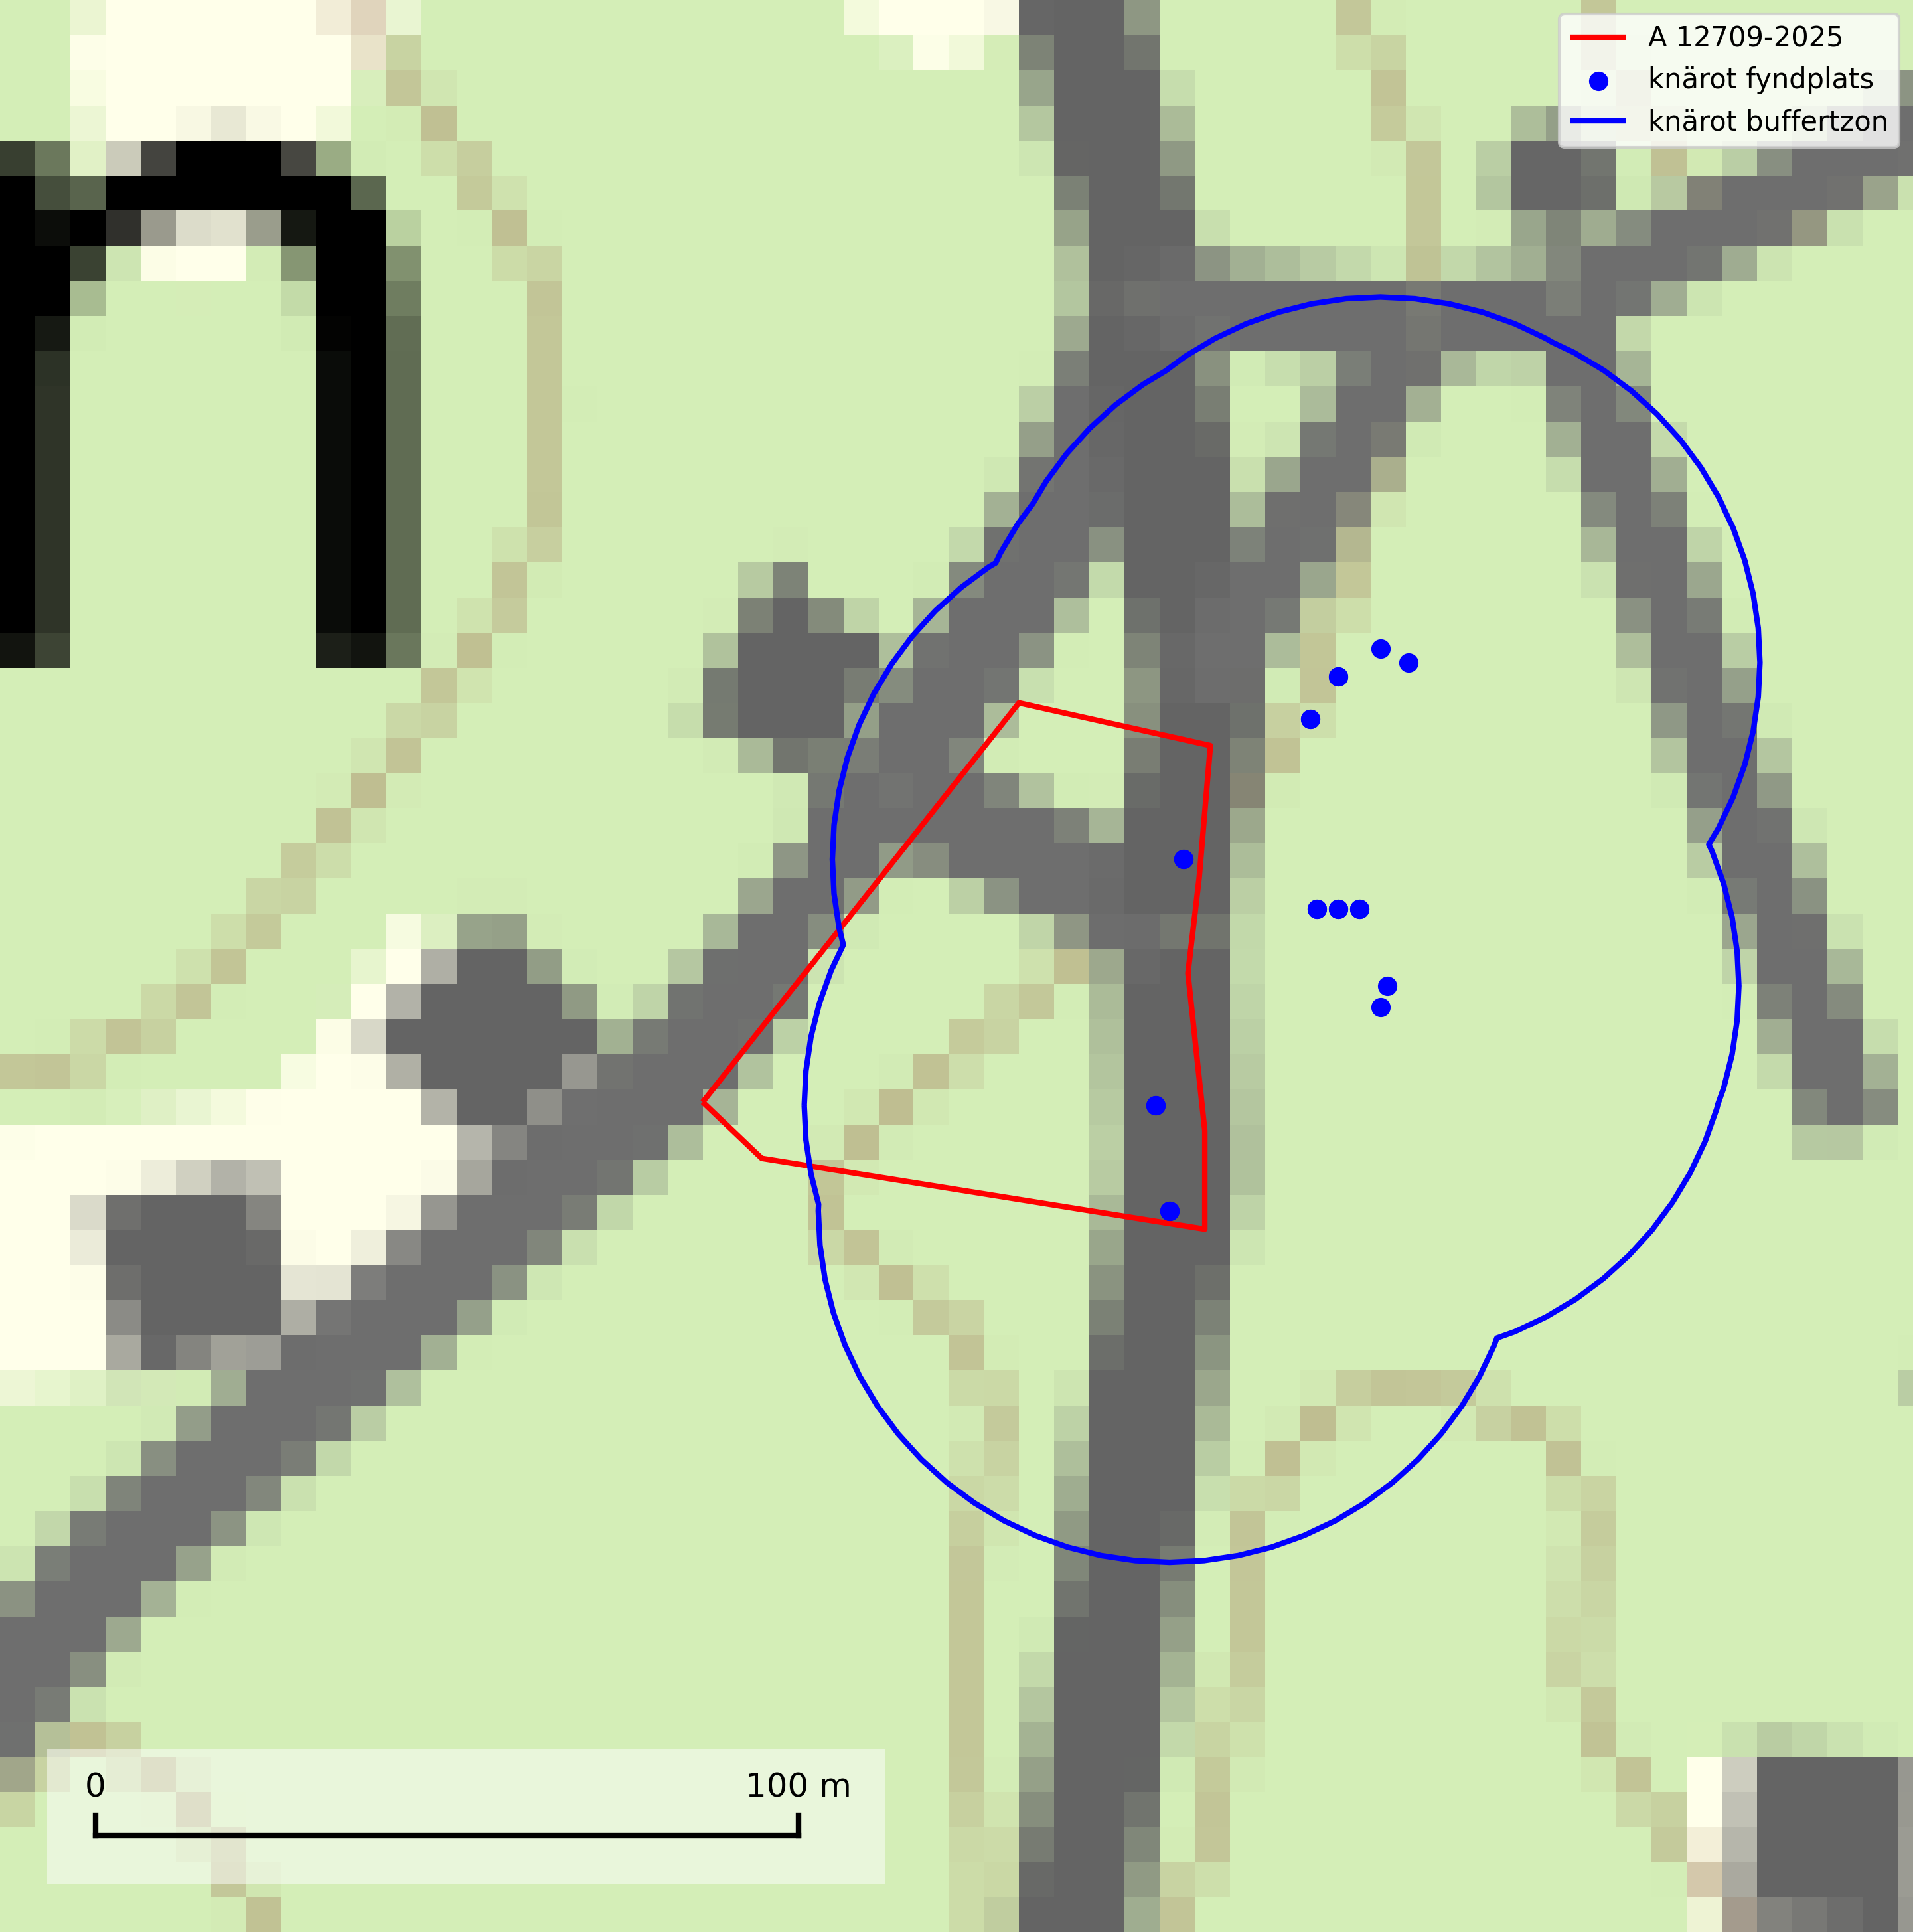 A 12709-2025
knärot fyndplats
knärot buffertzon
0 100 m